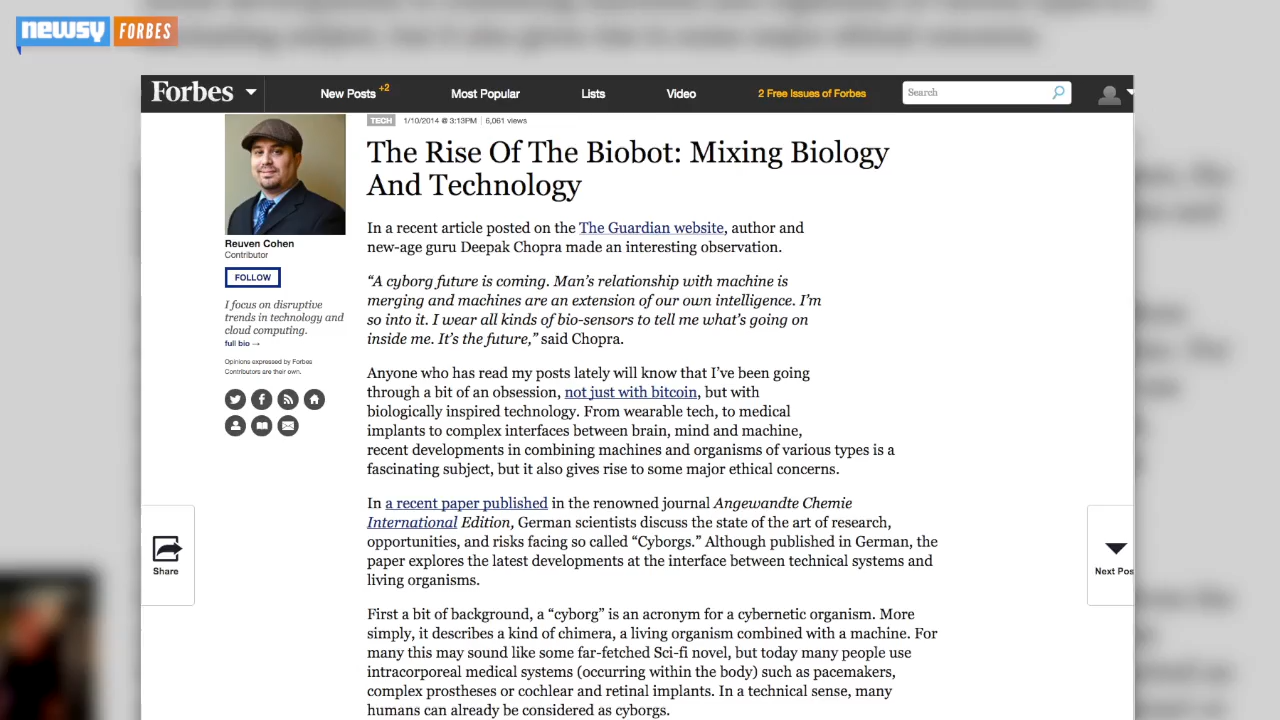 newsy FORBES
Forbes New Posts +2 Most Popular Lists Video 2 Free Issues of Forbes Search
TECH 1/10/2014 @ 3:13PM 6,061 views
The Rise Of The Biobot: Mixing Biology
And Technology
Reuven Cohen
Contributor
FOLLOW
I focus on disruptive
trends in technology and
cloud computing.
full bio →
Opinions expressed by Forbes
Contributors are their own.
In a recent article posted on the The Guardian website, author and
new-age guru Deepak Chopra made an interesting observation.
“A cyborg future is coming. Man’s relationship with machine is
merging and machines are an extension of our own intelligence. I’m
so into it. I wear all kinds of bio-sensors to tell me what’s going on
inside me. It’s the future,” said Chopra.
Anyone who has read my posts lately will know that I’ve been going
through a bit of an obsession, not just with bitcoin, but with
biologically inspired technology. From wearable tech, to medical
implants to complex interfaces between brain, mind and machine,
recent developments in combining machines and organisms of various types is a
fascinating subject, but it also gives rise to some major ethical concerns.
In a recent paper published in the renowned journal Angewandte Chemie
International Edition, German scientists discuss the state of the art of research,
opportunities, and risks facing so called “Cyborgs.” Although published in German, the
paper explores the latest developments at the interface between technical systems and
living organisms.
First a bit of background, a “cyborg” is an acronym for a cybernetic organism. More
simply, it describes a kind of chimera, a living organism combined with a machine. For
many this may sound like some far-fetched Sci-fi novel, but today many people use
intracorporeal medical systems (occurring within the body) such as pacemakers,
complex prostheses or cochlear and retinal implants. In a technical sense, many
humans can already be considered as cyborgs.
Share
Next Pos